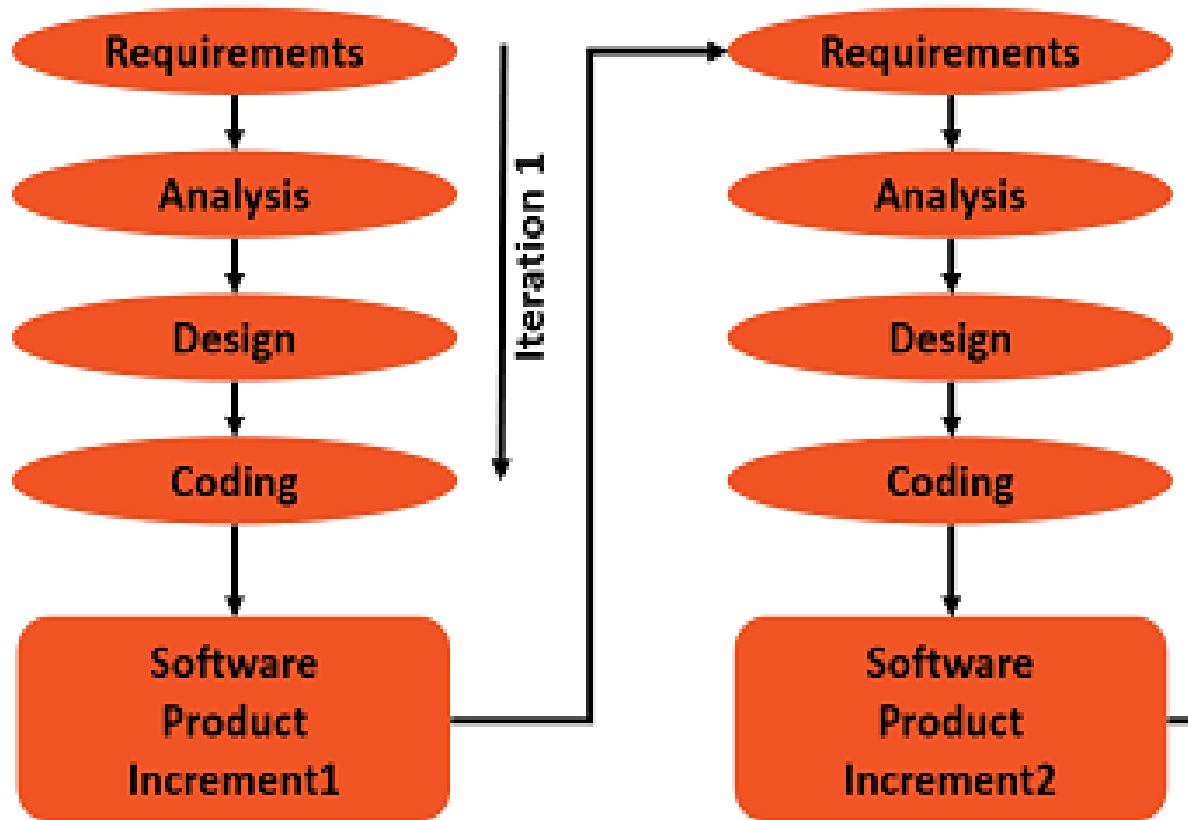 Requirements
Analysis
Design
Coding
Software
Product
Increment1
Iteration 1
Requirements
Analysis
Design
Coding
Software
Product
Increment2